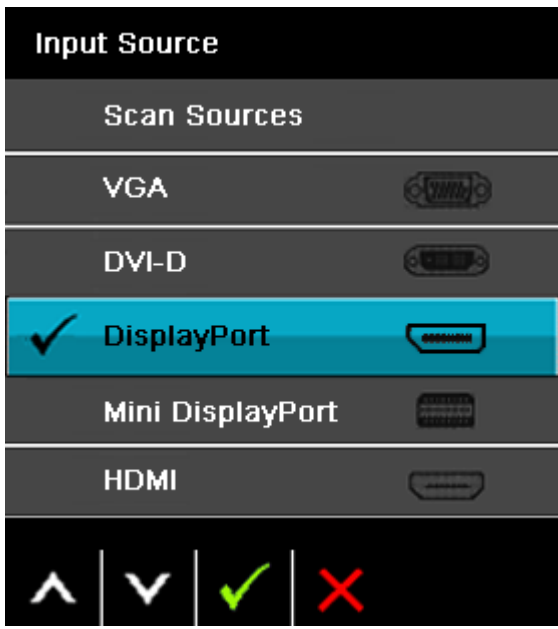 Input Source
Scan Sources
VGA
DVI-D
DisplayPort
Mini DisplayPort
HDMI